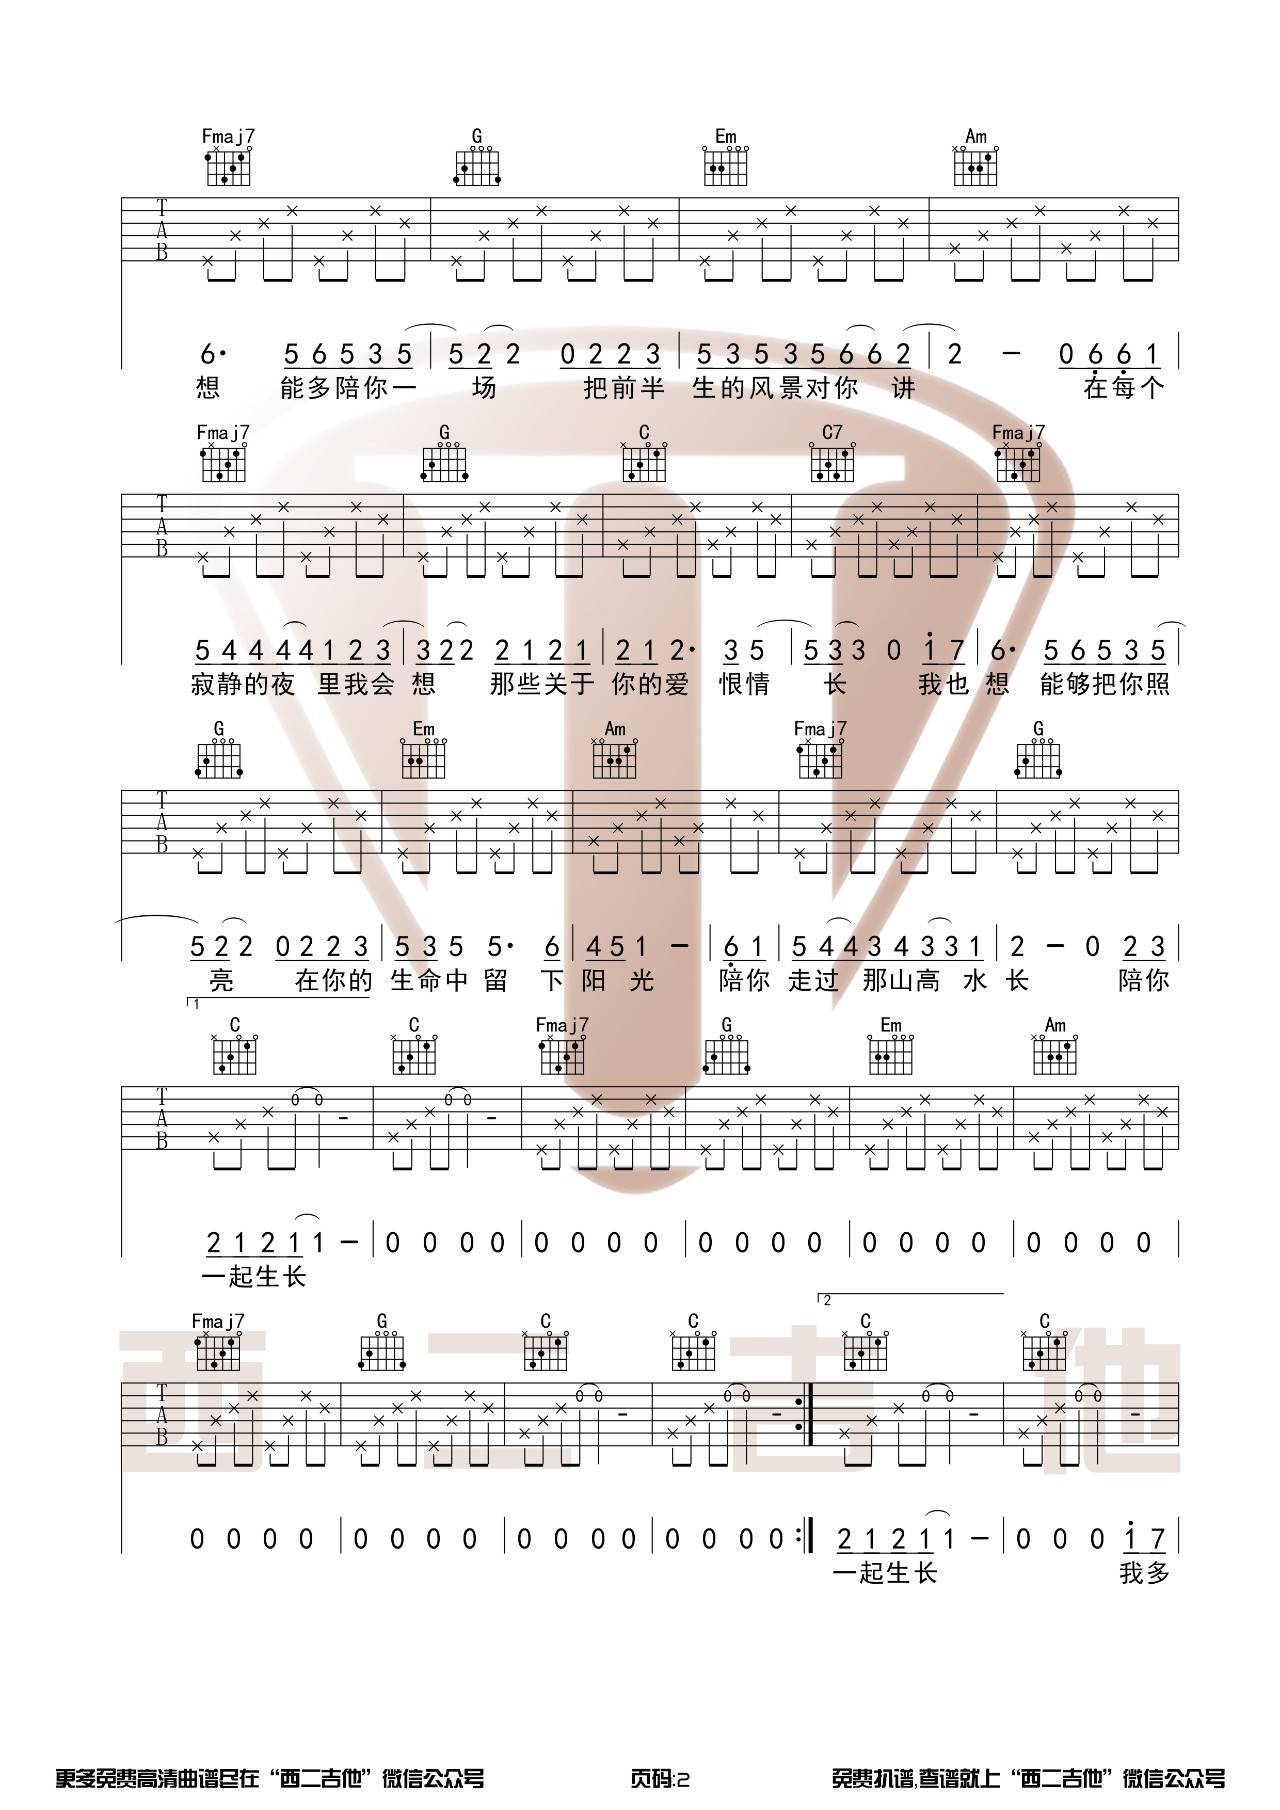 Fmaj7 G Em Am
T
A
B
6· 5 6 5 3 5 5 2 2 0 2 2 3 5 3 5 3 5 6 6 2 2 – 0 6 6 1
想 能多陪你一 场 把前半 生的风景对你 讲 在每个
Fmaj7 G C C7 Fmaj7
T
A
B
5 4 4 4 4 1 2 3 3 2 2 2 1 2 1 2 1 2· 3 5 5 3 3 0 1 7 6· 5 6 5 3 5
寂静的夜 里我会 想 那些关于 你的爱 恨情 长 我也 想 能够把你照
G Em Am Fmaj7 G
T
A
B
5 2 2 0 2 2 3 5 3 5 5· 6 4 5 1 – 6 1 5 4 4 3 4 3 3 1 2 – 0 2 3
亮 在你的 生命中 留 下 阳 光 陪你 走过 那山高 水 长 陪你
1
C C Fmaj7 G Em Am
T
A
B
0 0 – 0 0 –
2 1 2 1 1 – 0 0 0 0 0 0 0 0 0 0 0 0 0 0 0 0 0 0 0 0
一起生长
2
Fmaj7 G C C C C
T
A
B
0 0 – 0 0 – 0 0 – 0 0 –
0 0 0 0 0 0 0 0 0 0 0 0 0 0 0 0 2 1 2 1 1 – 0 0 0 1 7
一起生长 我多
西二吉他
更多免费高清曲谱尽在“西二吉他”微信公众号 页码:2 免费扒谱,查谱就上“西二吉他”微信公众号